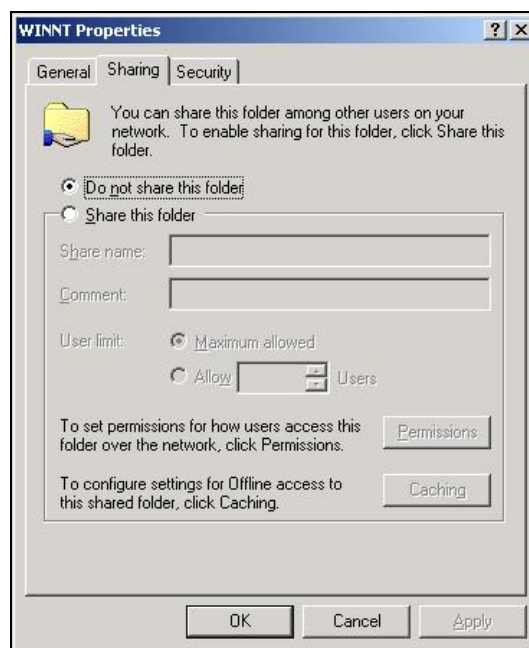 WINNT Properties
General Sharing Security
You can share this folder among other users on your
network. To enable sharing for this folder, click Share this
folder.
Do not share this folder
Share this folder
Share name:
Comment:
User limit: Maximum allowed
Allow Users
To set permissions for how users access this
folder over the network, click Permissions.
Permissions
To configure settings for Offline access to
this shared folder, click Caching.
Caching
OK Cancel Apply